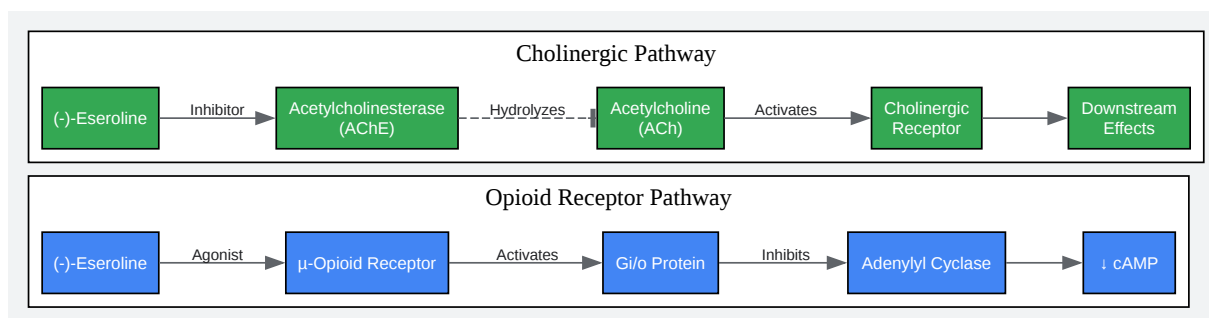 Cholinergic Pathway
(-)-Eseroline
Inhibitor
Acetylcholinesterase
(AChE)
Hydrolyzes
Acetylcholine
(ACh)
Activates
Cholinergic
Receptor
Downstream
Effects
Opioid Receptor Pathway
(-)-Eseroline
Agonist
µ-Opioid Receptor
Activates
Gi/o Protein
Inhibits
Adenylyl Cyclase
↓ cAMP